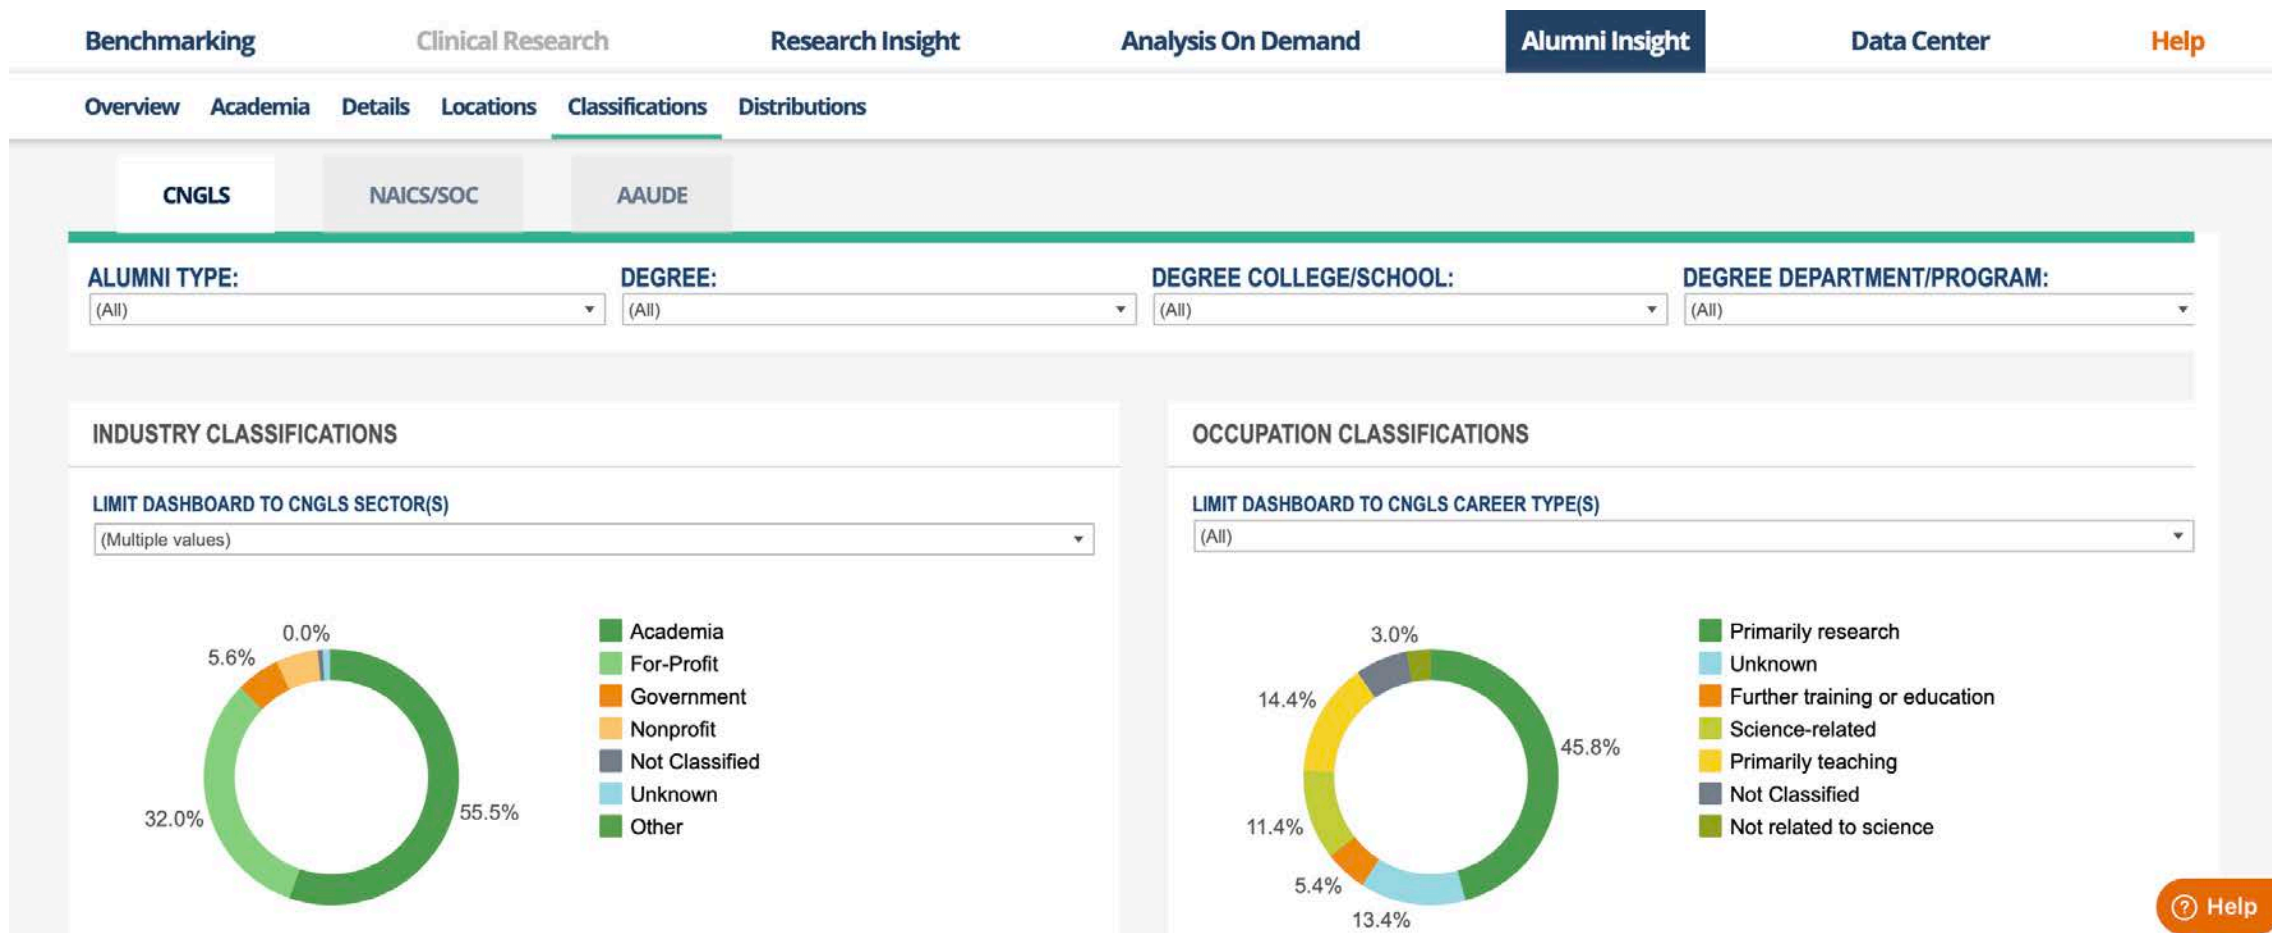 Benchmarking Clinical Research Research Insight Analysis On Demand Alumni Insight Data Center Help
Overview Academia Details Locations Classifications Distributions
CNGLS NAICS/SOC AAUDE
ALUMNI TYPE: DEGREE: DEGREE COLLEGE/SCHOOL: DEGREE DEPARTMENT/PROGRAM:
(All) (All) (All) (All)
INDUSTRY CLASSIFICATIONS
LIMIT DASHBOARD TO CNGLS SECTOR(S)
(Multiple values)
0.0%
5.6%
32.0%
55.5%
Academia
For-Profit
Government
Nonprofit
Not Classified
Unknown
Other
OCCUPATION CLASSIFICATIONS
LIMIT DASHBOARD TO CNGLS CAREER TYPE(S)
(All)
3.0%
14.4%
45.8%
11.4%
5.4%
13.4%
Primarily research
Unknown
Further training or education
Science-related
Primarily teaching
Not Classified
Not related to science
? Help